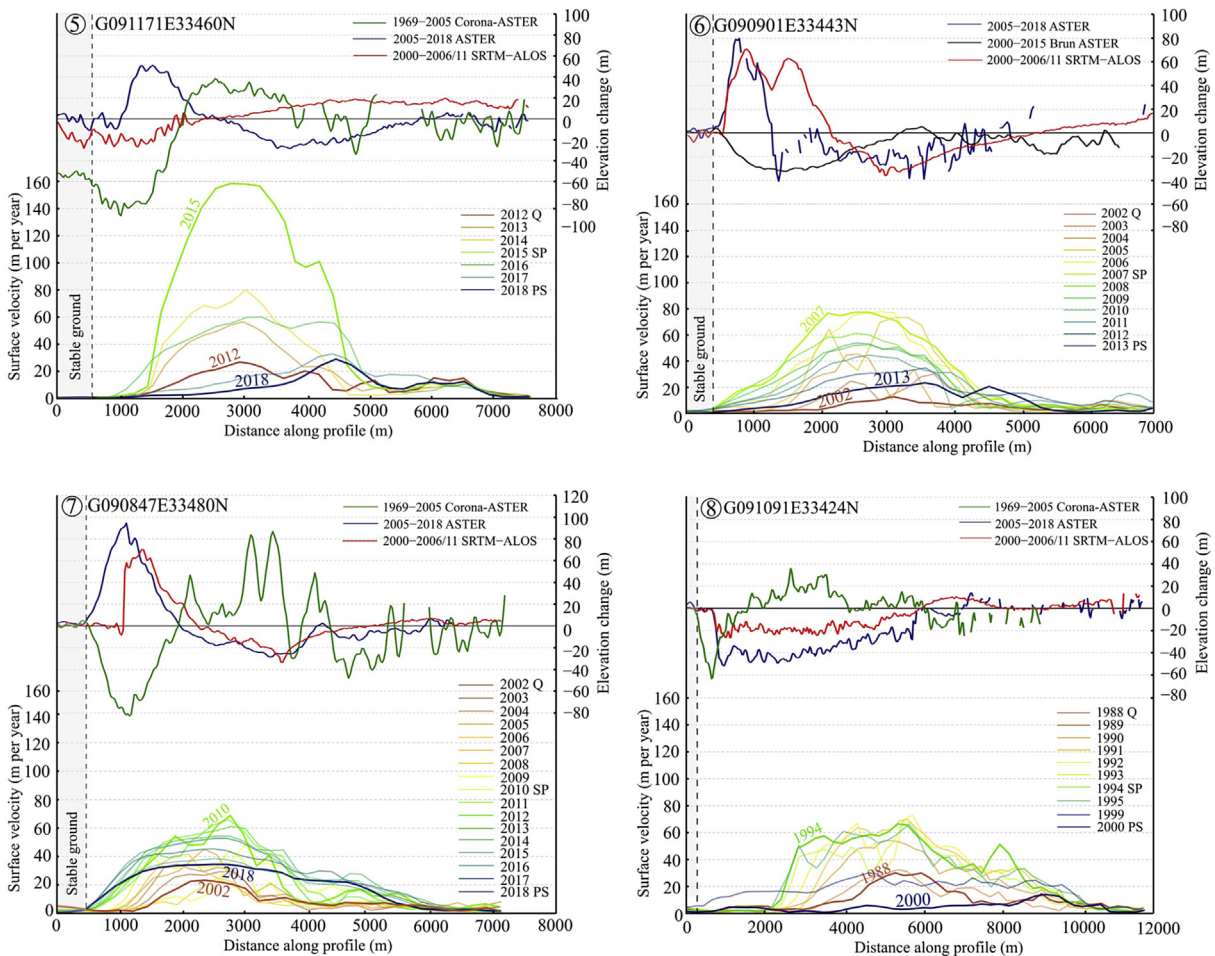 ⑤G091171E33460N
1969−2005 Corona-ASTER
2005−2018 ASTER
2000−2006/11 SRTM−ALOS
100
80
60
40
20
0
−20
−40
−60
−80
−100
Elevation change (m)
160
140
120
100
80
60
40
20
0
Surface velocity (m per year)
Stable ground
2015
2012
2018
2012 Q
2013
2014
2015 SP
2016
2017
2018 PS
0 1000 2000 3000 4000 5000 6000 7000 8000
Distance along profile (m)
⑥G090901E33443N
2005−2018 ASTER
2000−2015 Brun ASTER
2000−2006/11 SRTM−ALOS
100
80
60
40
20
0
−20
−40
−60
−80
Elevation change (m)
160
140
120
100
80
60
40
20
0
Surface velocity (m per year)
Stable ground
2007
2013
2002
2002 Q
2003
2004
2005
2006
2007 SP
2008
2009
2010
2011
2012
2013 PS
0 1000 2000 3000 4000 5000 6000 7000
Distance along profile (m)
⑦G090847E33480N
1969−2005 Corona-ASTER
2005−2018 ASTER
2000−2006/11 SRTM−ALOS
120
100
80
60
40
20
0
−20
−40
−60
−80
Elevation change (m)
160
140
120
100
80
60
40
20
0
Surface velocity (m per year)
Stable ground
2010
2018
2002
2002 Q
2003
2004
2005
2006
2007
2008
2009
2010 SP
2011
2012
2013
2014
2015
2016
2017
2018 PS
0 1000 2000 3000 4000 5000 6000 7000 8000
Distance along profile (m)
⑧G091091E33424N
1969−2005 Corona-ASTER
2005−2018 ASTER
2000−2006/11 SRTM−ALOS
100
80
60
40
20
0
−20
−40
−60
−80
Elevation change (m)
160
140
120
100
80
60
40
20
0
Surface velocity (m per year)
1994
1988
2000
1988 Q
1989
1990
1991
1992
1993
1994 SP
1995
1999
2000 PS
0 2000 4000 6000 8000 10000 12000
Distance along profile (m)